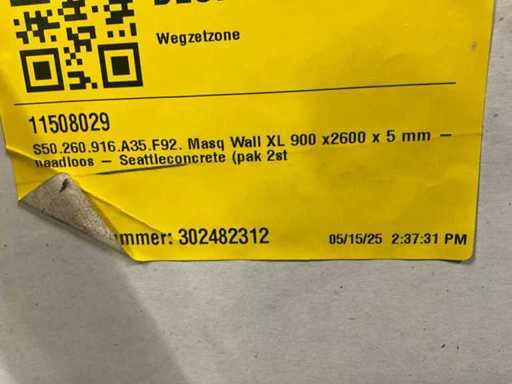 Wegzetzone
11508029
S50.260.916.A35.F92. Masq Wall XL 900 x2600 x 5 mm –
naadloos – Seattleconcrete (pak 2st
ummer: 302482312
05/15/25 2:37:31 PM